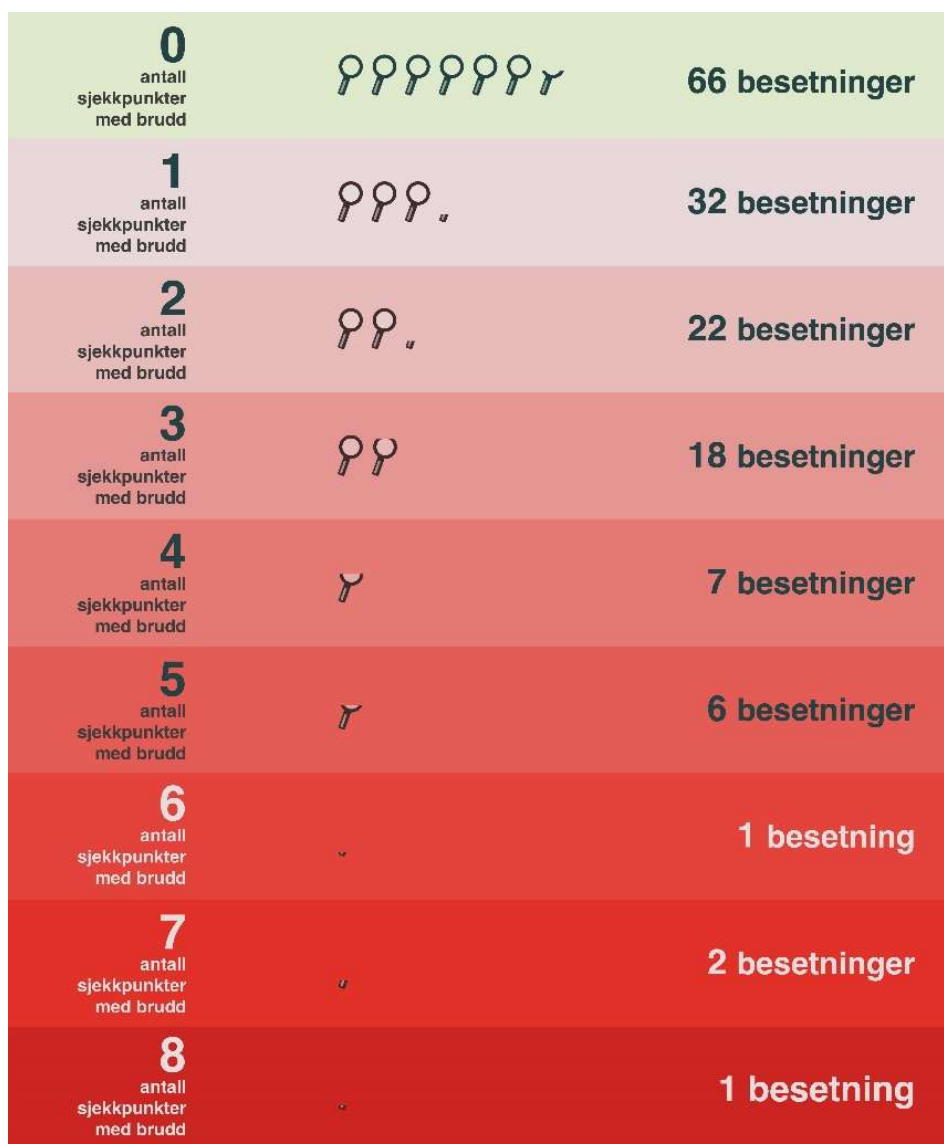 0
antall
sjekkpunkter
med brudd
66 besetninger
1
antall
sjekkpunkter
med brudd
32 besetninger
2
antall
sjekkpunkter
med brudd
22 besetninger
3
antall
sjekkpunkter
med brudd
18 besetninger
4
antall
sjekkpunkter
med brudd
7 besetninger
5
antall
sjekkpunkter
med brudd
6 besetninger
6
antall
sjekkpunkter
med brudd
1 besetning
7
antall
sjekkpunkter
med brudd
2 besetninger
8
antall
sjekkpunkter
med brudd
1 besetning